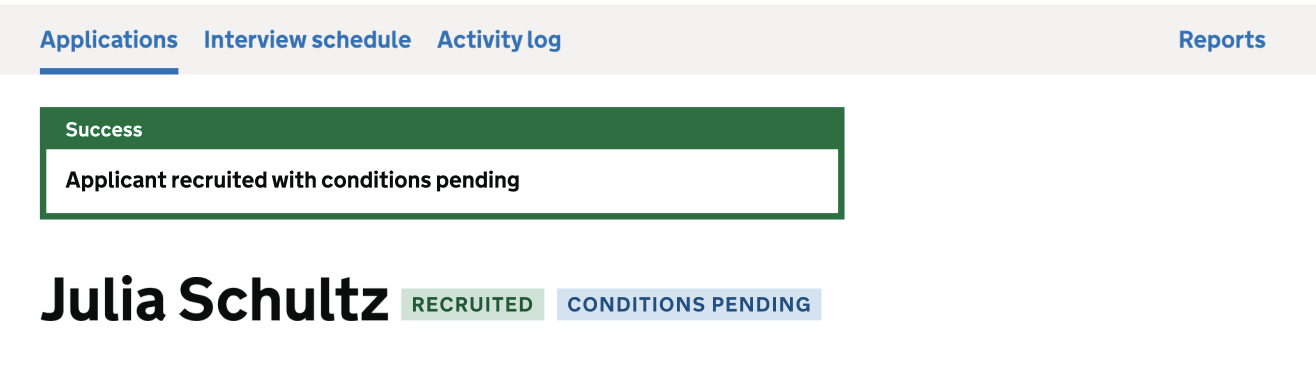 Applications Interview schedule Activity log Reports
Success
Applicant recruited with conditions pending
Julia Schultz RECRUITED CONDITIONS PENDING